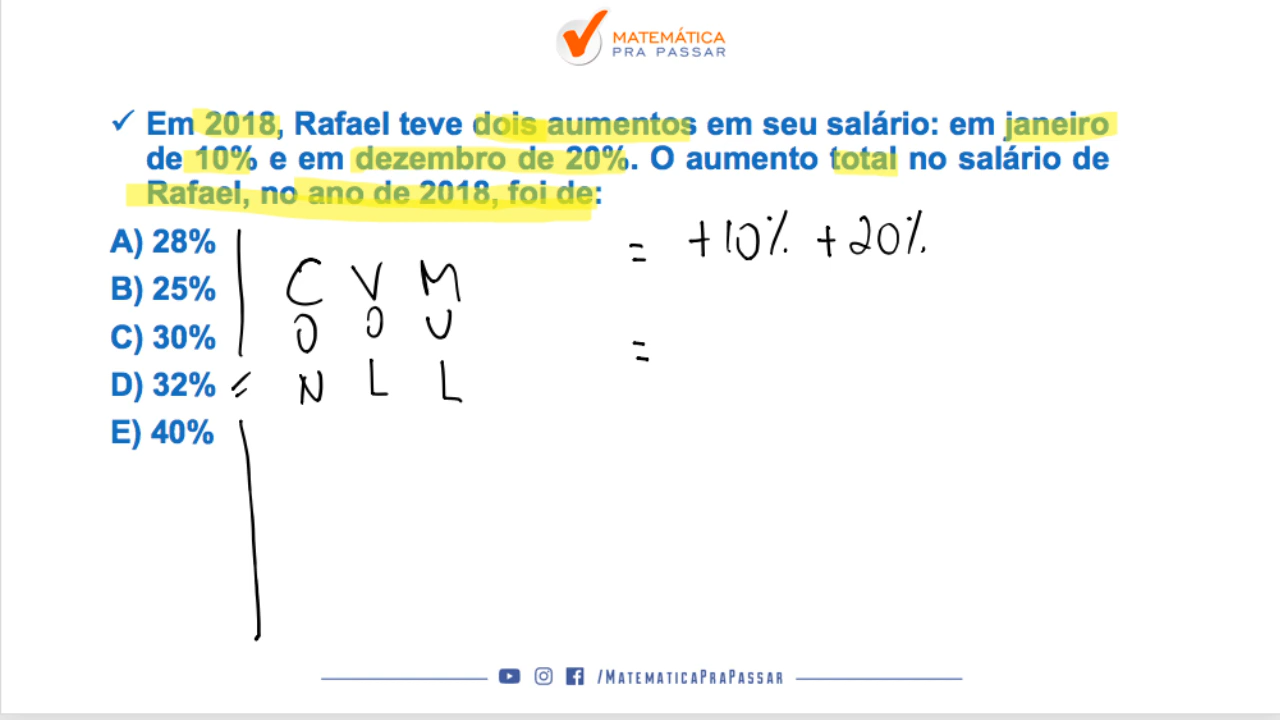 MATEMÁTICA
PRA PASSAR
✓ Em 2018, Rafael teve dois aumentos em seu salário: em janeiro
de 10% e em dezembro de 20%. O aumento total no salário de
Rafael, no ano de 2018, foi de:
A) 28%
B) 25%
C) 30%
D) 32%
E) 40%
C V M
O O U
N L L
= +10% +20%
=
/MATEMATICAPRAPASSAR